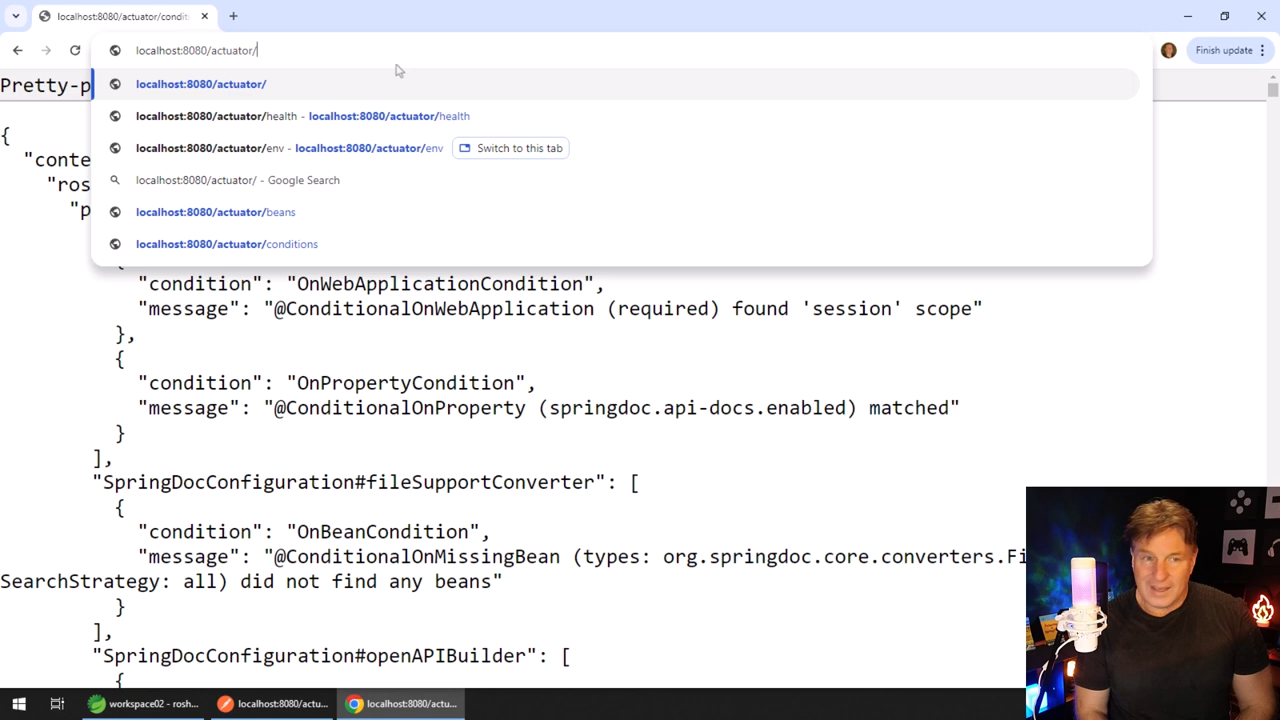 localhost:8080/actuator/condit
localhost:8080/actuator/
Finish update
Pretty-p
localhost:8080/actuator/
localhost:8080/actuator/health - localhost:8080/actuator/health
localhost:8080/actuator/env - localhost:8080/actuator/env Switch to this tab
localhost:8080/actuator/ - Google Search
localhost:8080/actuator/beans
localhost:8080/actuator/conditions
{
"conte
"ros
"p
{
"condition": "OnWebApplicationCondition",
"message": "@ConditionalOnWebApplication (required) found 'session' scope"
},
{
"condition": "OnPropertyCondition",
"message": "@ConditionalOnProperty (springdoc.api-docs.enabled) matched"
}
],
"SpringDocConfiguration#fileSupportConverter": [
{
"condition": "OnBeanCondition",
"message": "@ConditionalOnMissingBean (types: org.springdoc.core.converters.Fi
SearchStrategy: all) did not find any beans"
}
],
"SpringDocConfiguration#openAPIBuilder": [
{
workspace02 - rosh...
localhost:8080/actu...
localhost:8080/actu...